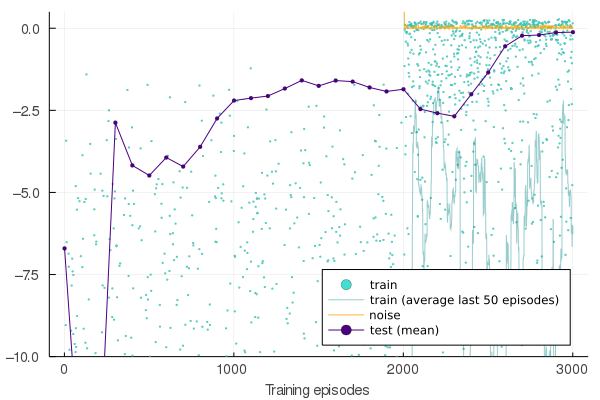 0.0
−2.5
−5.0
−7.5
−10.0
train
train (average last 50 episodes)
noise
test (mean)
0
1000
2000
3000
Training episodes